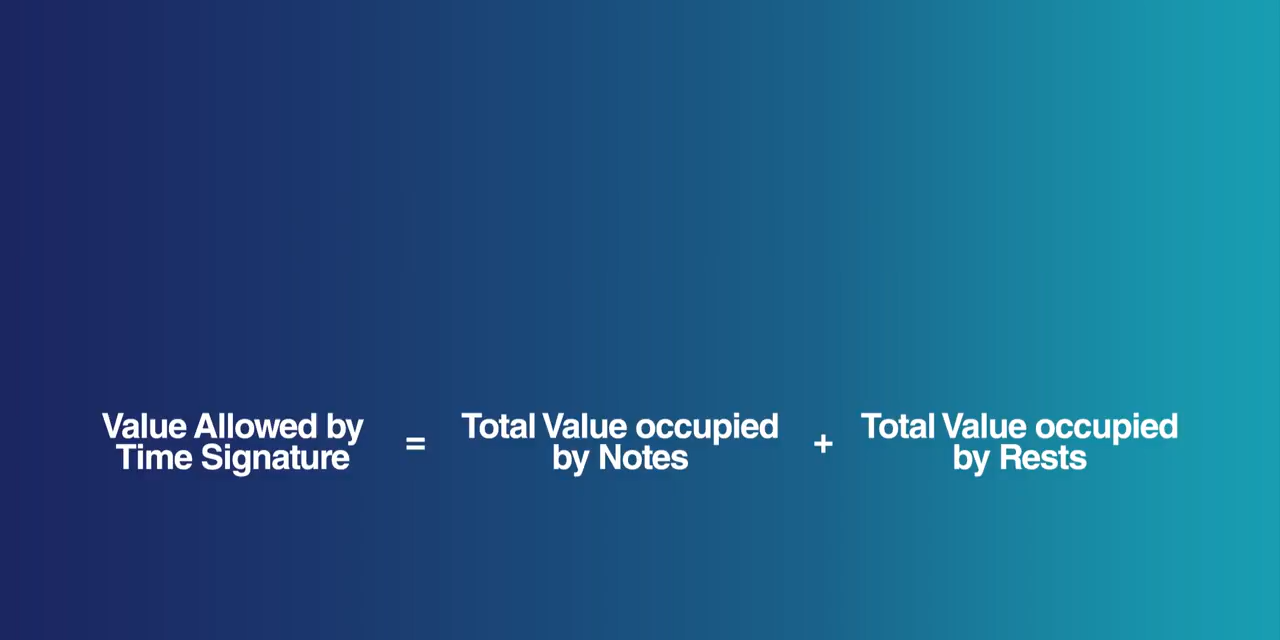 Value Allowed by
Time Signature
=
Total Value occupied
by Notes
+
Total Value occupied
by Rests